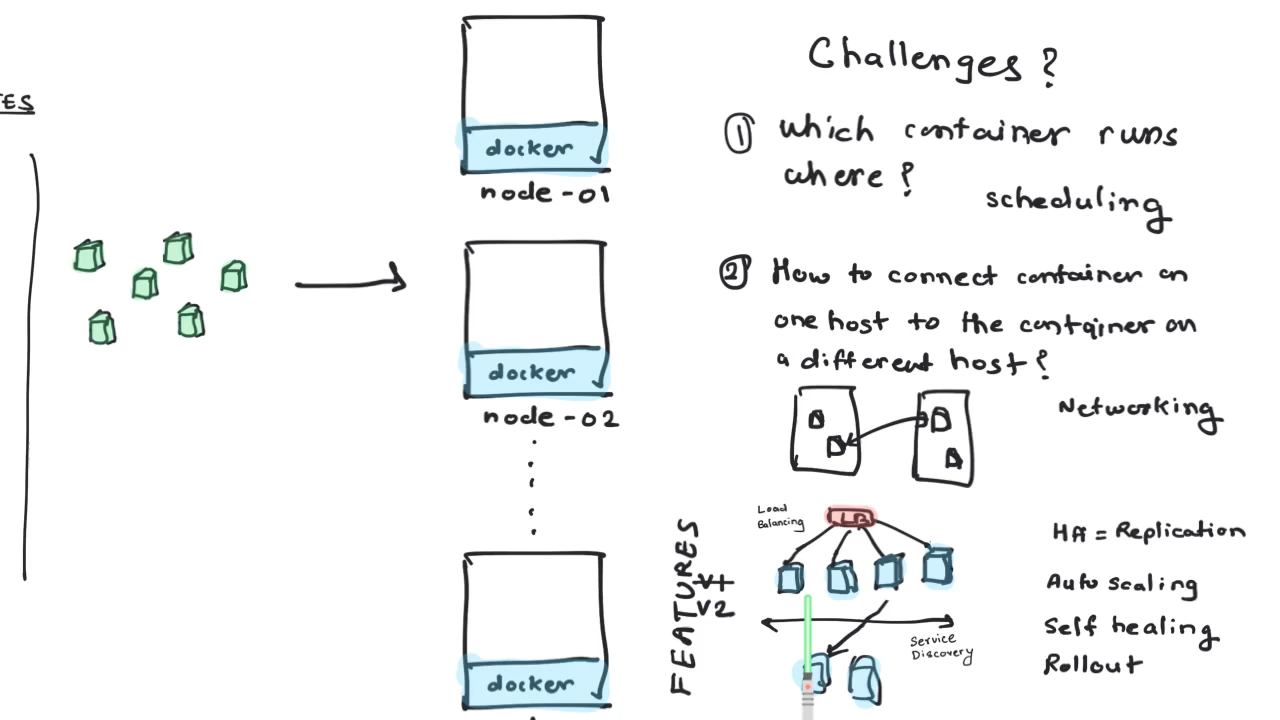 TES
docker
node-01
docker
node-02
docker
Challenges?
① which container runs
where?
scheduling
② How to connect container on
one host to the container on
a different host?
Networking
FEATURES
Load
Balancing
LB
V1
V2
Service
Discovery
HA = Replication
Auto scaling
Self healing
Rollout